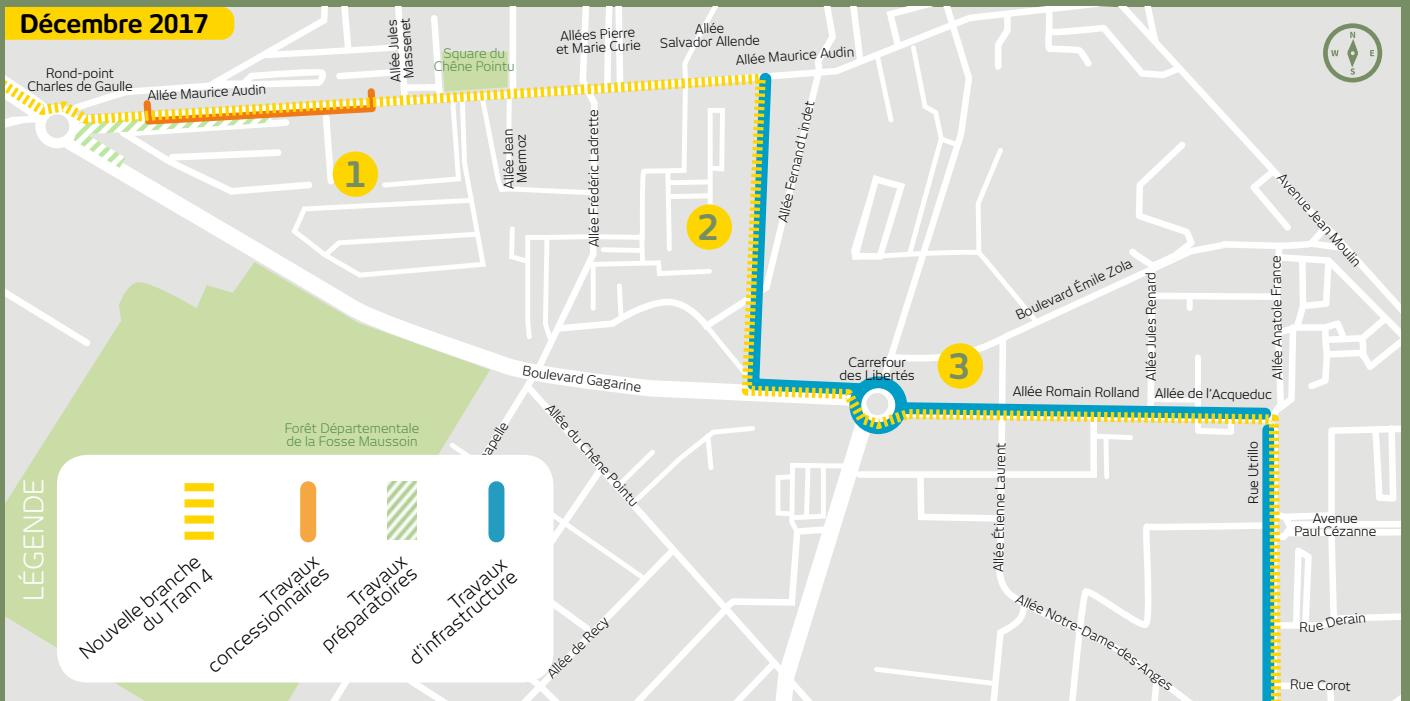 Décembre 2017
Rond-point
Charles de Gaulle
Allée Maurice Audin
Allée Jules
Massenet
Square du
Chêne Pointu
Allées Pierre
et Marie Curie
Allée
Salvador Allende
Allée Maurice Audin
N
W
E
S
Allée Jean
Mermoz
Allée Frédéric Ladrette
Allée Fernand Lindet
1
2
3
Avenue Jean Moulin
Boulevard Émile Zola
Allée Jules Renard
Allée Anatole France
Carrefour
des Libertés
Boulevard Gagarine
Allée Romain Rolland
Allée de l'Acqueduc
Forêt Départementale
de la Fosse Maussoin
apelle
Allée du Chêne Pointu
Allée Étienne Laurent
Rue Utrillo
Avenue
Paul Cézanne
Allée de Recy
Allée Notre-Dame-des-Anges
Rue Derain
Rue Corot
LÉGENDE
Nouvelle branche
du Tram 4
Travaux
concessionnaires
Travaux
préparatoires
Travaux
d'infrastructure